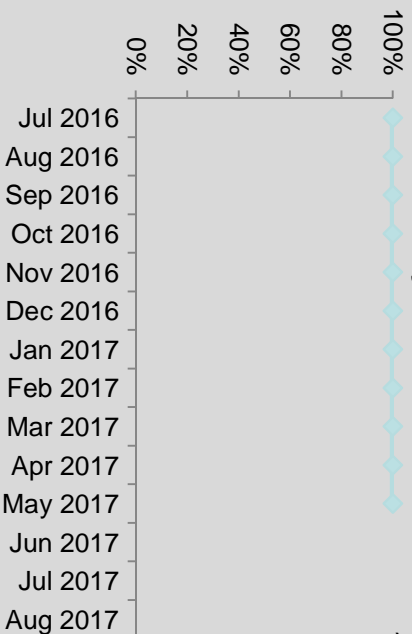 100%
80%
60%
40%
20%
0%
Jul 2016
Aug 2016
Sep 2016
Oct 2016
Nov 2016
Dec 2016
Jan 2017
Feb 2017
Mar 2017
Apr 2017
May 2017
Jun 2017
Jul 2017
Aug 2017